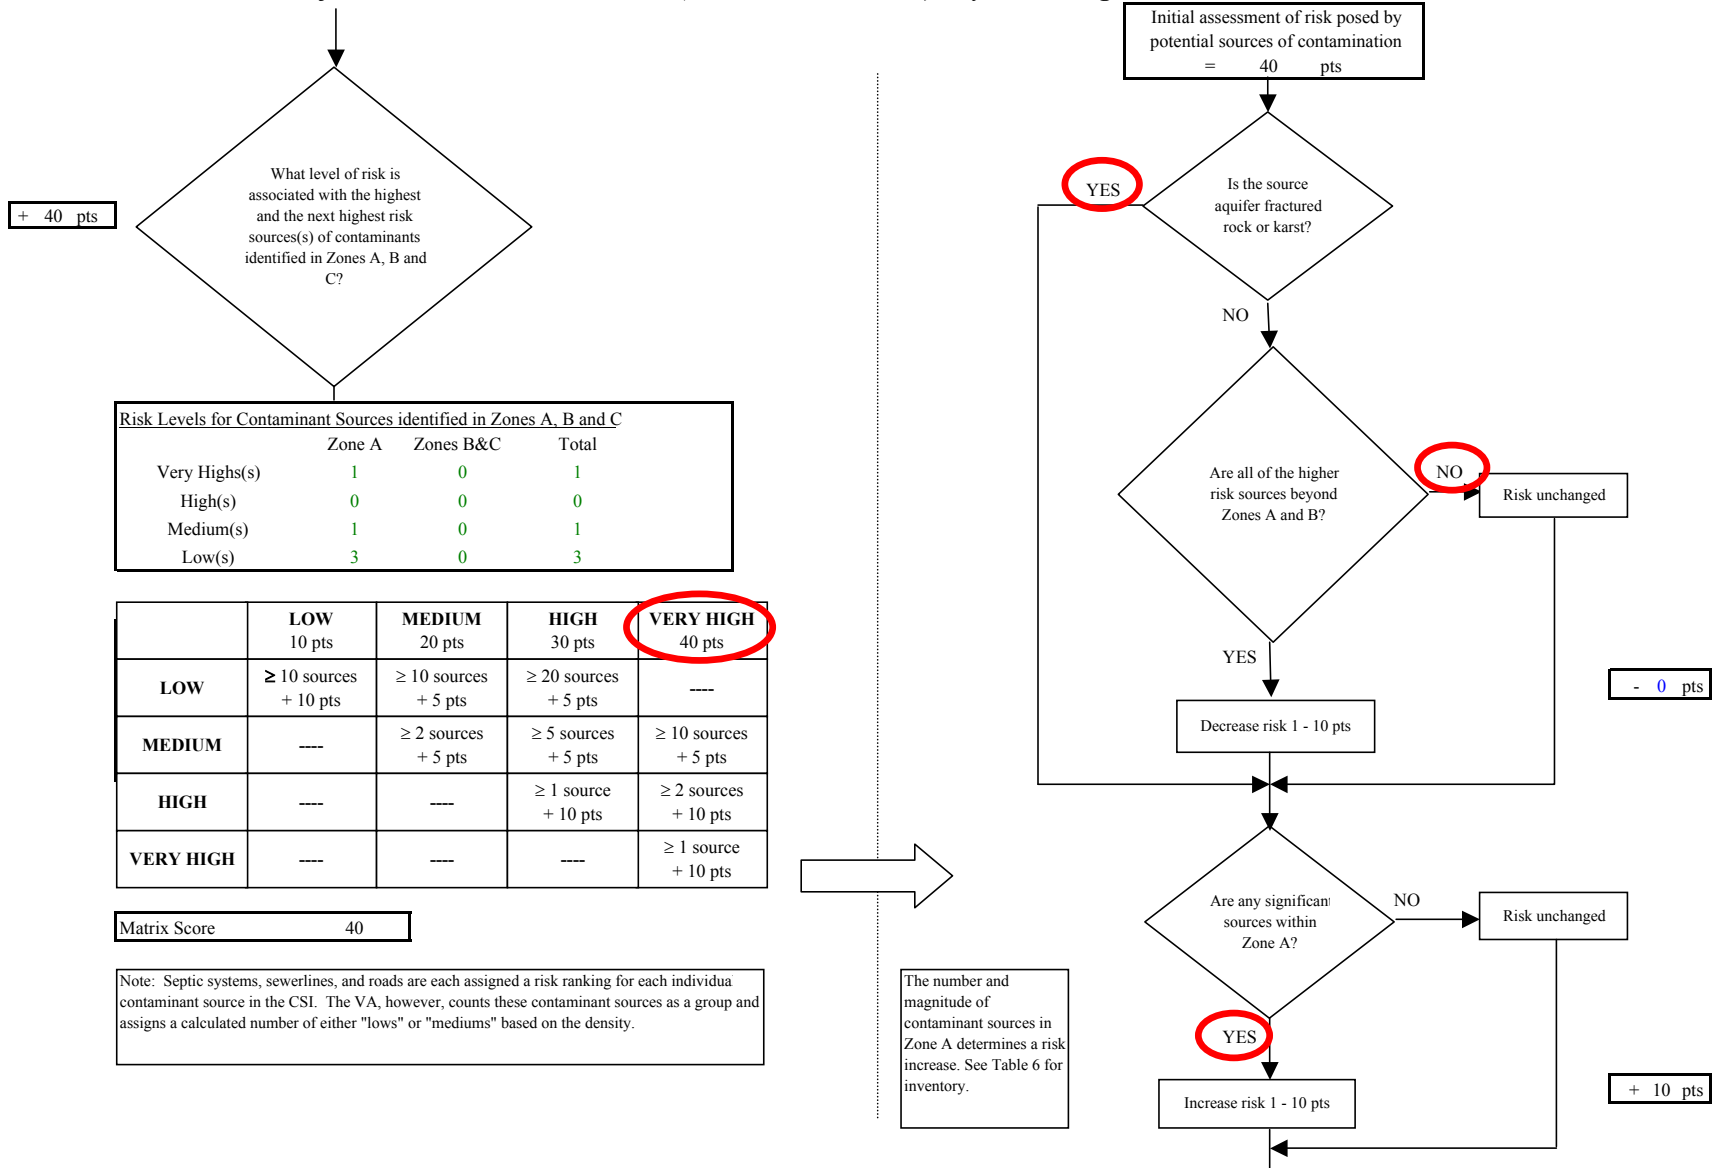 What level of risk is
associated with the highest
and the next highest risk
sources(s) of contaminants
identified in Zones A, B and
C?
+ 40 pts
Risk Levels for Contaminant Sources identified in Zones A, B and C
Zone A Zones B&C Total
Very Highs(s) 1 0 1
High(s) 0 0 0
Medium(s) 1 0 1
Low(s) 3 0 3
LOW MEDIUM HIGH VERY HIGH
10 pts 20 pts 30 pts 40 pts
LOW ≥ 10 sources + 10 pts ≥ 10 sources + 5 pts ≥ 20 sources + 5 pts ----
MEDIUM ---- ≥ 2 sources + 5 pts ≥ 5 sources + 5 pts ≥ 10 sources + 5 pts
HIGH ---- ---- ≥ 1 source + 10 pts ≥ 2 sources + 10 pts
VERY HIGH ---- ---- ---- ≥ 1 source + 10 pts
Matrix Score 40
Note: Septic systems, sewerlines, and roads are each assigned a risk ranking for each individua
contaminant source in the CSI. The VA, however, counts these contaminant sources as a group and
assigns a calculated number of either "lows" or "mediums" based on the density.
Initial assessment of risk posed by
potential sources of contamination
= 40 pts
YES
Is the source
aquifer fractured
rock or karst?
NO
Are all of the higher
risk sources beyond
Zones A and B?
NO
Risk unchanged
YES
- 0 pts
Decrease risk 1 - 10 pts
Are any significant
sources within
Zone A?
NO
Risk unchanged
The number and
magnitude of
contaminant sources in
Zone A determines a risk
increase. See Table 6 for
inventory.
YES
+ 10 pts
Increase risk 1 - 10 pts